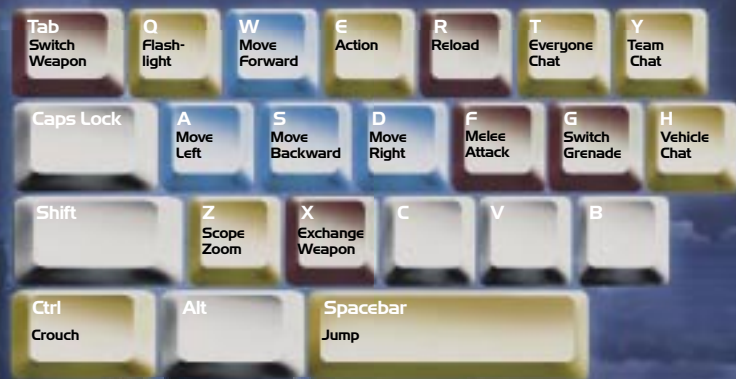 Tab Q W E R T Y
Switch Flash- Move Action Reload Everyone Team
Weapon light Forward Chat Chat
Caps Lock A S D F G H
Move Move Move Melee Switch Vehicle
Left Backward Right Attack Grenade Chat
Shift Z X C V B
Scope Exchange
Zoom Weapon
Ctrl Alt Spacebar
Crouch Jump